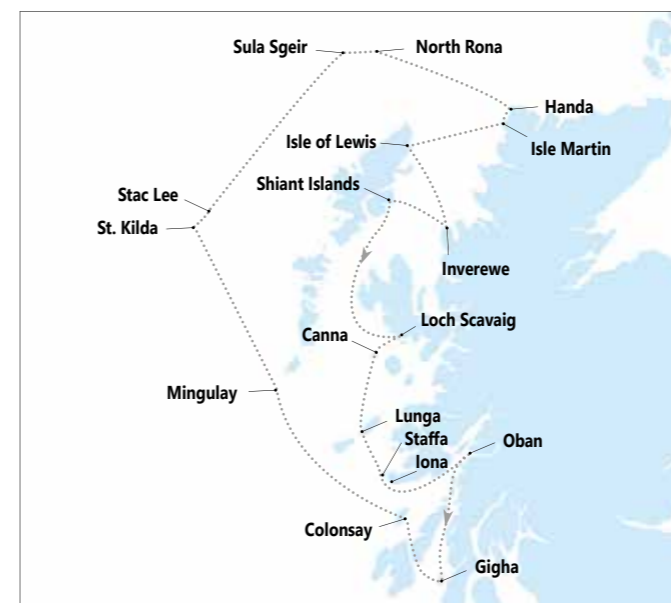 Sula Sgeir
North Rona
Handa
Isle of Lewis
Isle Martin
Shiant Islands
Stac Lee
St. Kilda
Inverewe
Loch Scavaig
Canna
Mingulay
Lunga
Staffa
Oban
Iona
Colonsay
Gigha